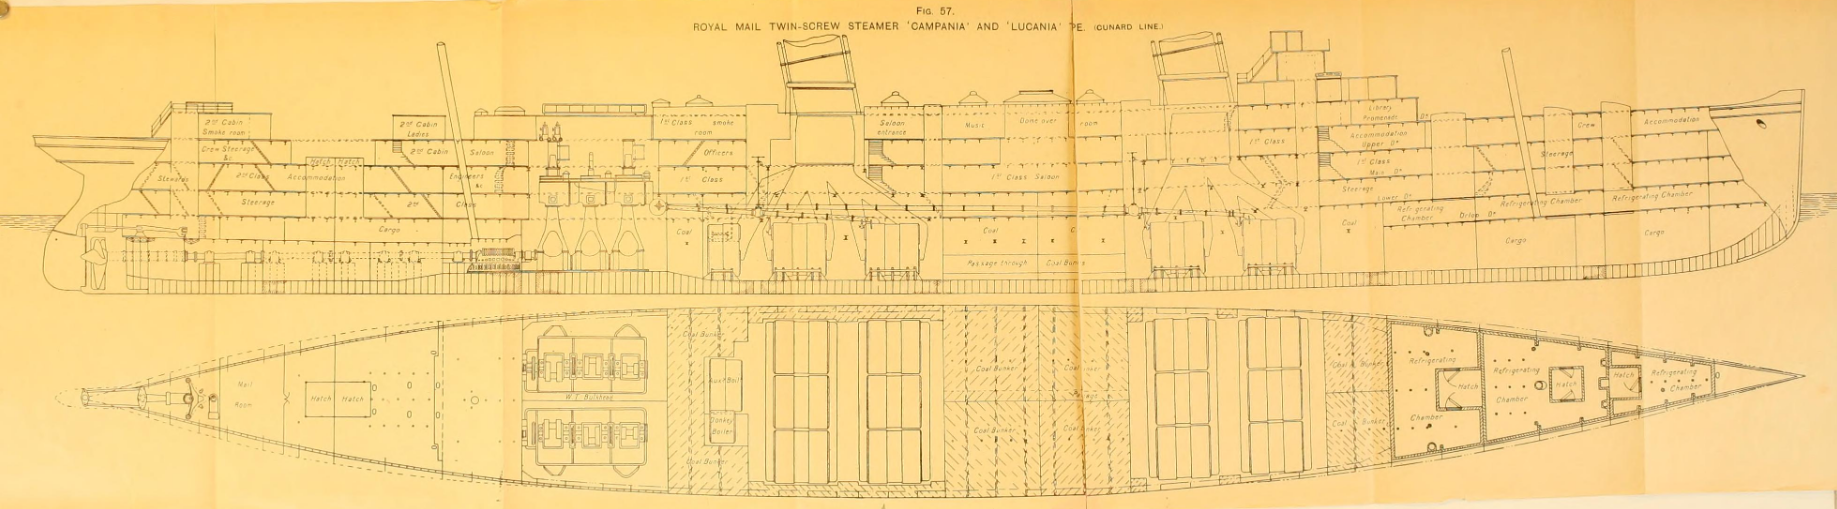 FIG. 57.
ROYAL MAIL TWIN-SCREW STEAMER 'CAMPANIA' AND 'LUCANIA' PE. (CUNARD LINE.)
2nd Cabin
Smoke room
Crew Steerage
&c
Stewards
2nd Class
Hatch Hatch
Accommodation
Steerage
2nd Cabin
Ladies
2nd Cabin Saloon
Engineers
&c
2nd Class
Cargo
1st Class smoke
room
Officers
1st Class
Coal
Saloon
entrance
Music
Dome over
room
1st Class Saloon
Coal
Passage through Coal Bunks
1st Class
Library
Promenade Dk
Accommodation
Upper Dk
1st Class
Main Dk
Steerage
Lower Dk
Refrigerating
Chamber
Orlop Dk
Coal
Crew
Accommodation
Steerage
Refrigerating Chamber
Refrigerating Chamber
Cargo
Cargo
Mail
Room
Hatch Hatch
W.T. Bulkhead
Coal Bunker
Donkey
Boiler
Coal Bunker
Coal Bunker
Coal Bunker
Coal
Coal Bunker
Coal Bunker
Coal Bunker
Refrigerating
Hatch
Chamber
Refrigerating
Chamber
Hatch
Hatch
Refrigerating
Chamber